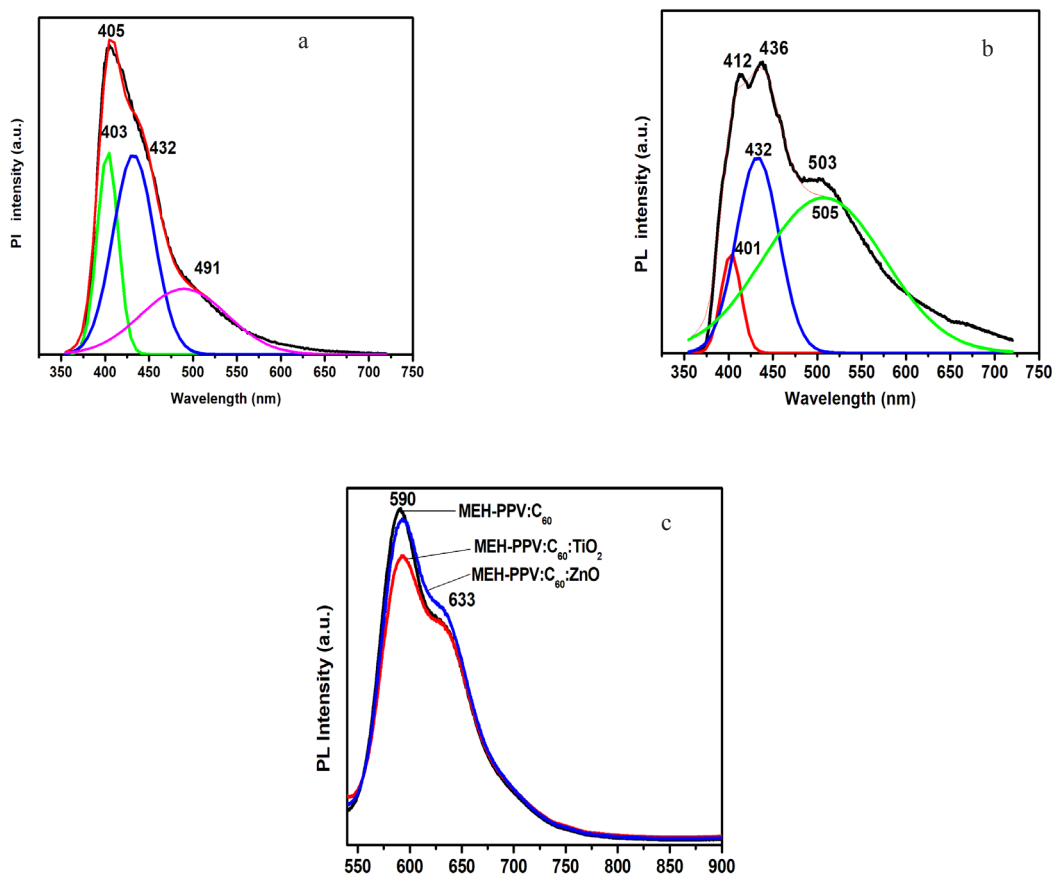 a
405
403
432
491
PI intensity (a.u.)
350 400 450 500 550 600 650 700 750
Wavelength (nm)
b
412 436
432
503
505
401
PL intensity (a.u.)
350 400 450 500 550 600 650 700 750
Wavelength (nm)
c
590
MEH-PPV:C60
MEH-PPV:C60:TiO2
MEH-PPV:C60:ZnO
633
PL Intensity (a.u.)
550 600 650 700 750 800 850 900